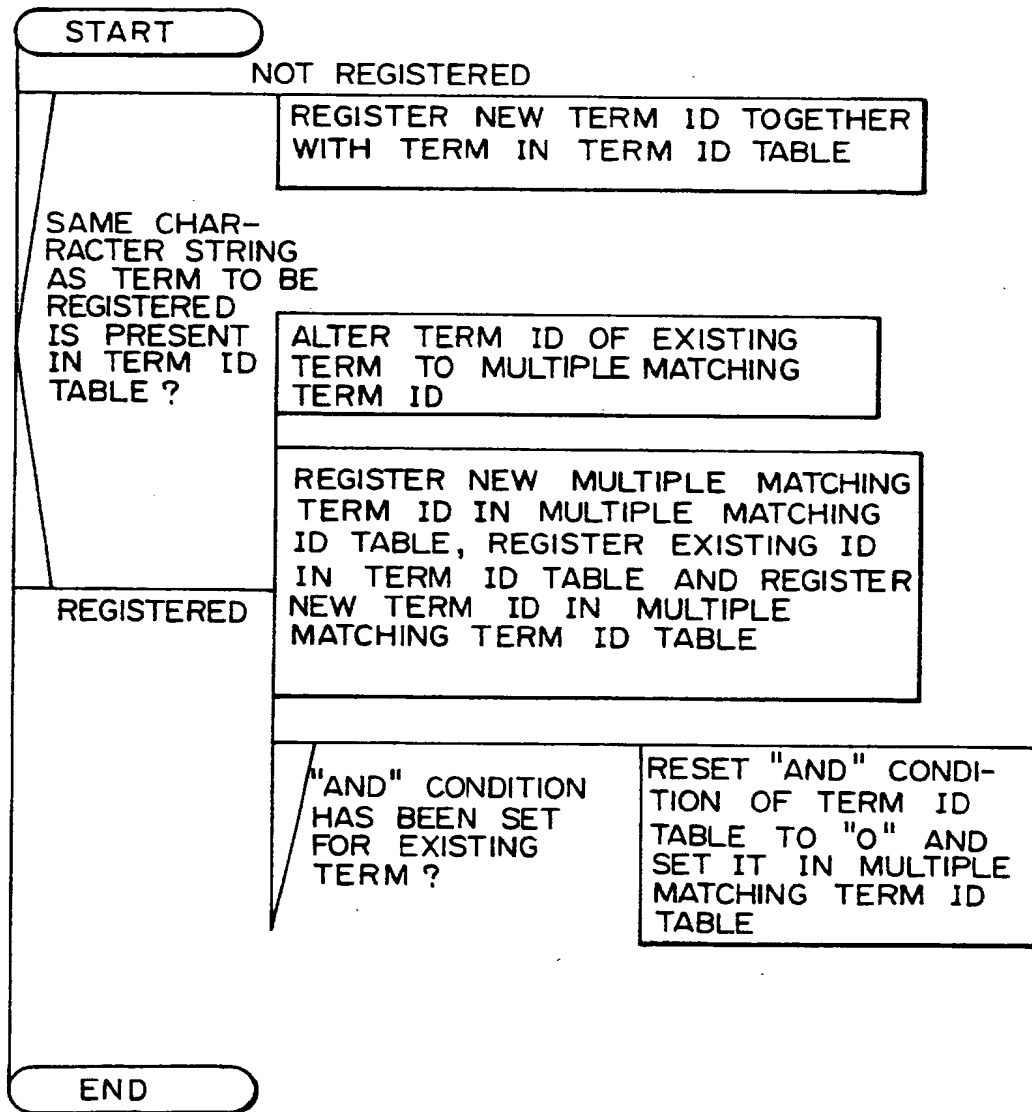 START
NOT REGISTERED
REGISTER NEW TERM ID TOGETHER
WITH TERM IN TERM ID TABLE
SAME CHAR-
RACTER STRING
AS TERM TO BE
REGISTERED
IS PRESENT
IN TERM ID
TABLE ?
ALTER TERM ID OF EXISTING
TERM TO MULTIPLE MATCHING
TERM ID
REGISTER NEW MULTIPLE MATCHING
TERM ID IN MULTIPLE MATCHING
ID TABLE, REGISTER EXISTING ID
IN TERM ID TABLE AND REGISTER
NEW TERM ID IN MULTIPLE
MATCHING TERM ID TABLE
REGISTERED
"AND" CONDITION
HAS BEEN SET
FOR EXISTING
TERM ?
RESET "AND" CONDI-
TION OF TERM ID
TABLE TO "O" AND
SET IT IN MULTIPLE
MATCHING TERM ID
TABLE
END